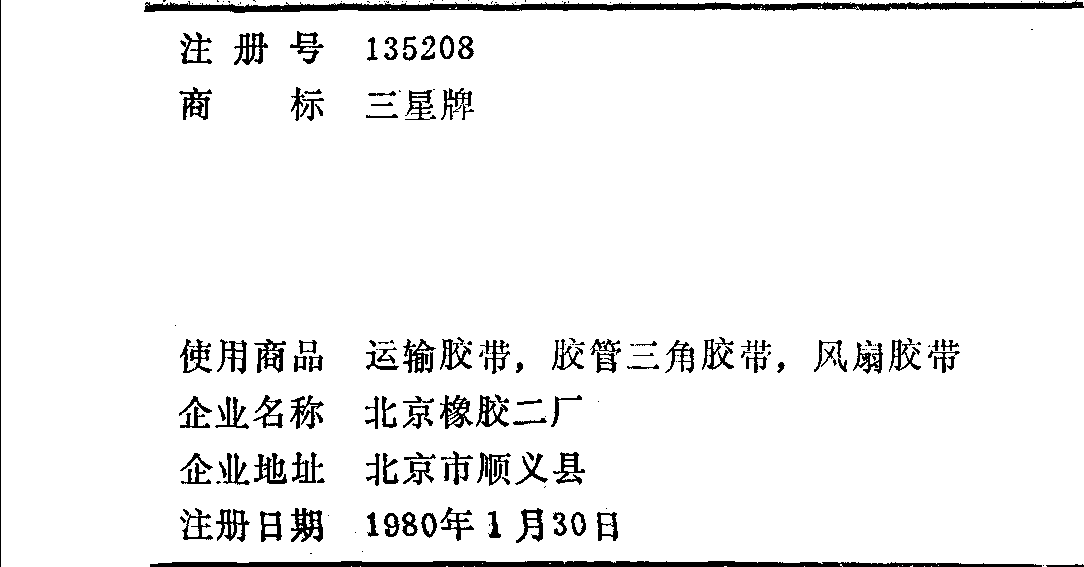 注册号 135208
商标 三星牌
使用商品 运输胶带，胶管三角胶带，风扇胶带
企业名称 北京橡胶二厂
企业地址 北京市顺义县
注册日期 1980年1月30日